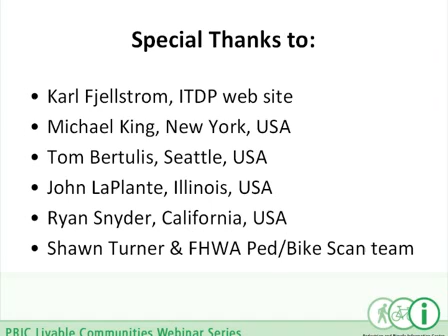 Special Thanks to:
• Karl Fjellstrom, ITDP web site
• Michael King, New York, USA
• Tom Bertulis, Seattle, USA
• John LaPlante, Illinois, USA
• Ryan Snyder, California, USA
• Shawn Turner & FHWA Ped/Bike Scan team
PBIC Livable Communities Webinar Series